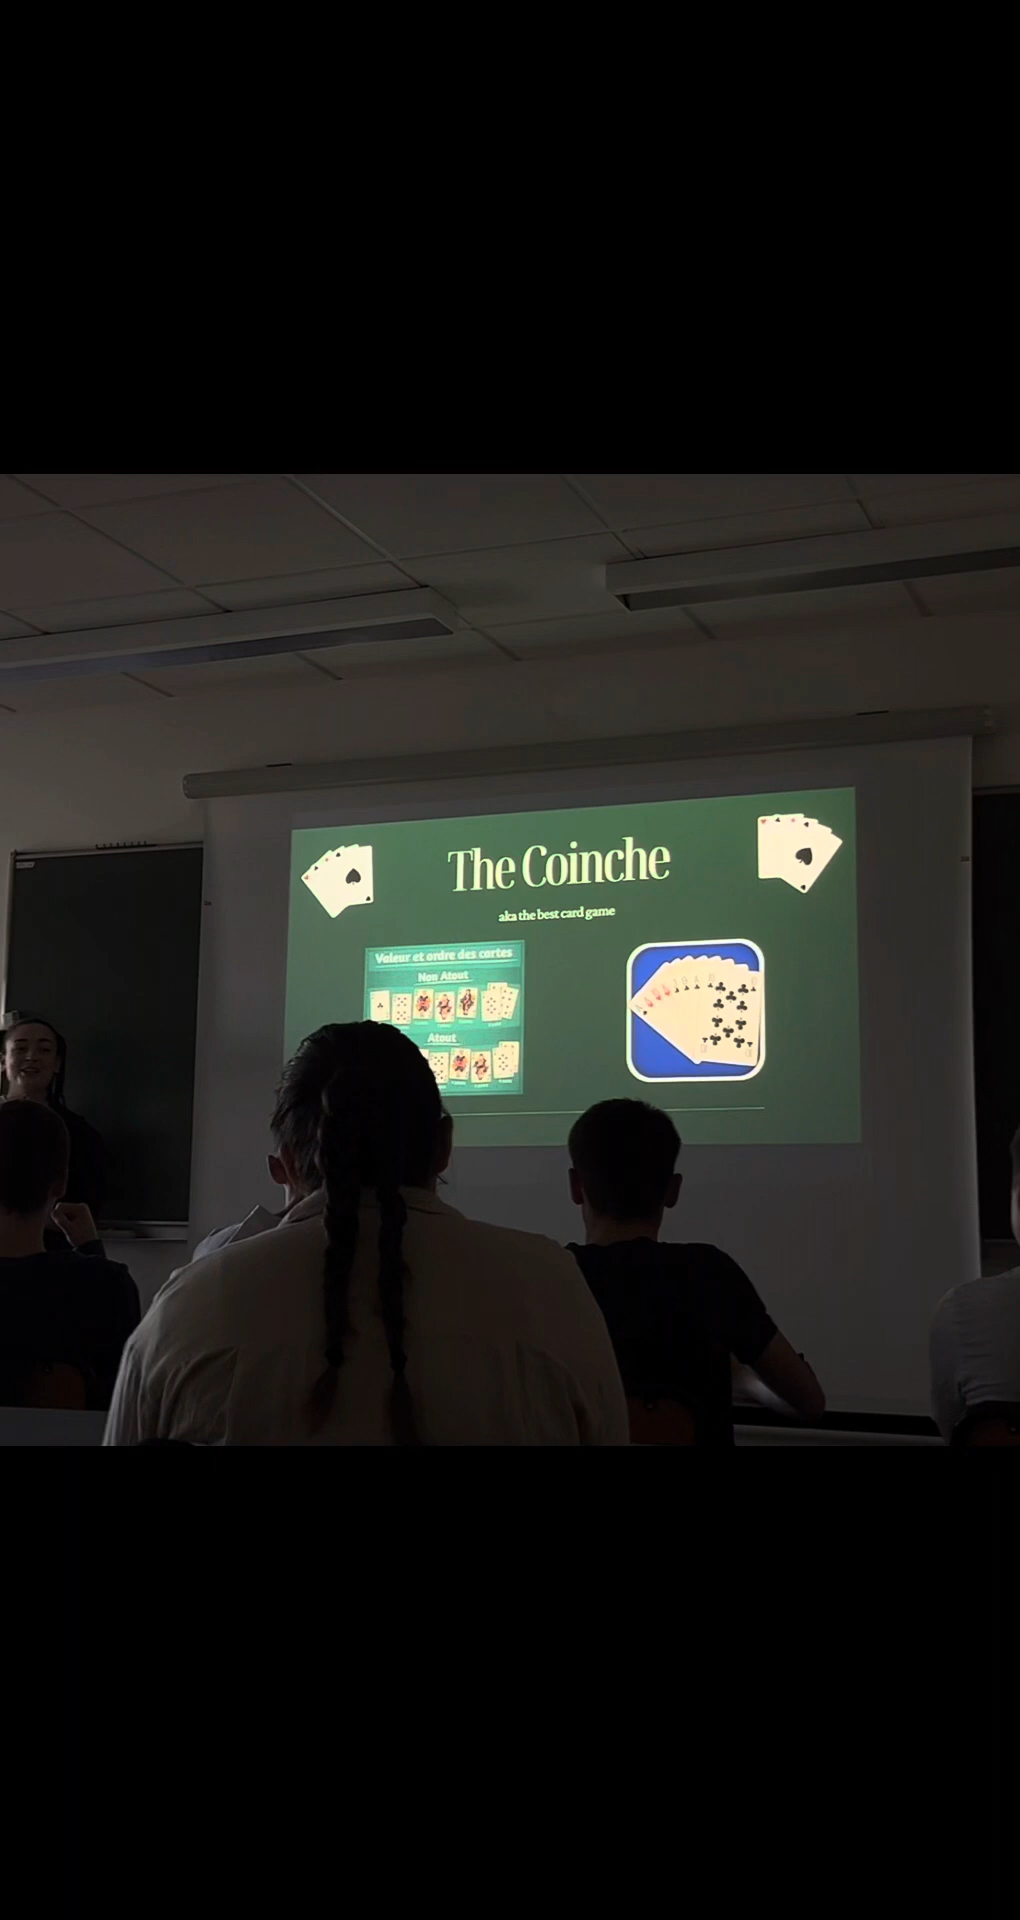 The Coinche
aka the best card game
Valeur et ordre des cartes
Non Atout
Atout